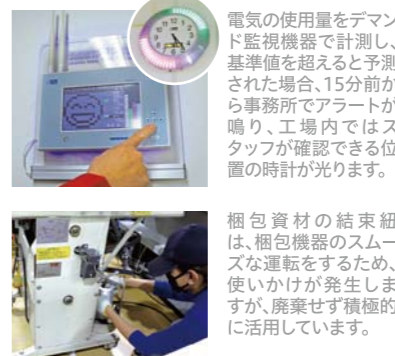 電気の使用量をデマン
ド監視機器で計測し、
基準値を超えると予測
された場合、15分前か
ら事務所でアラートが
鳴り、工場内ではス
タッフが確認できる位
置の時計が光ります。
梱包資材の結束紐
は、梱包機器のスムー
ズな運転をするため、
使いかけが発生しま
すが、廃棄せず積極的
に活用しています。